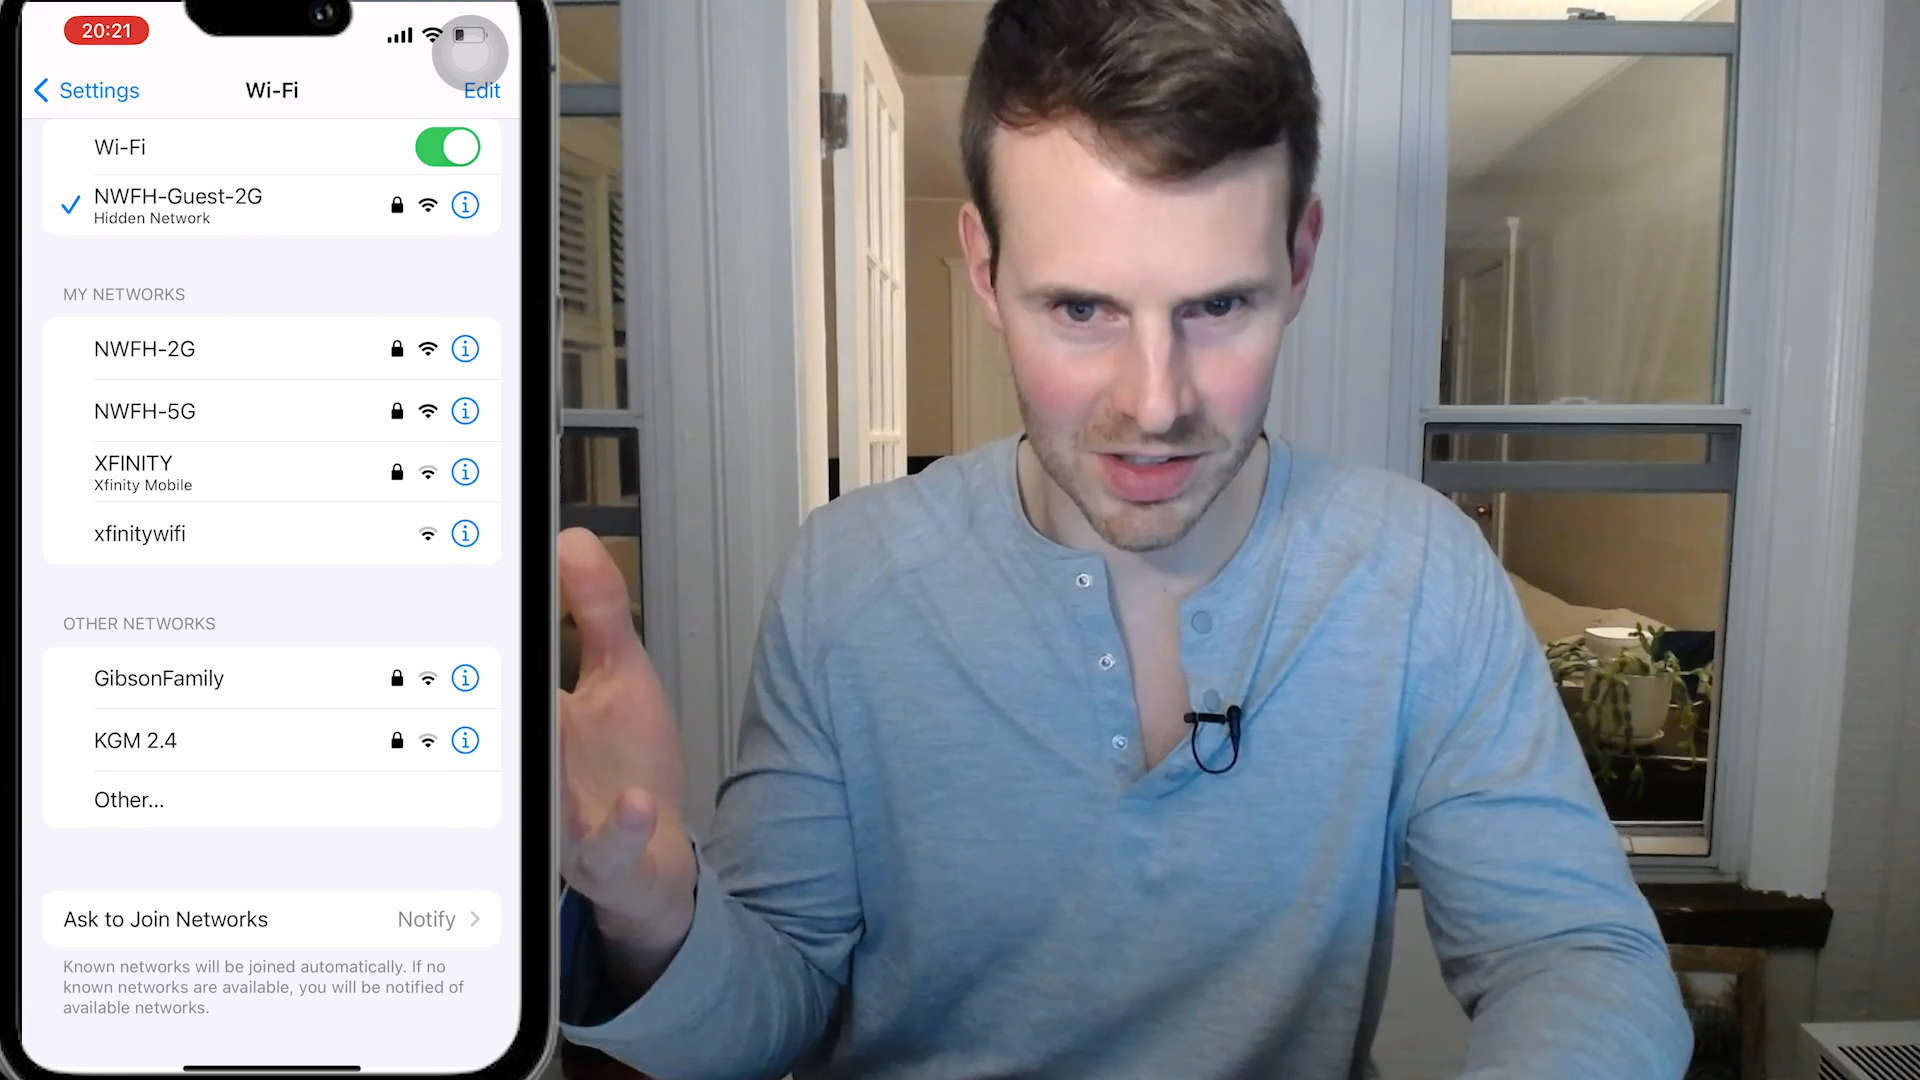 20:21
Settings
Wi-Fi
Edit
Wi-Fi
NWFH-Guest-2G
Hidden Network
MY NETWORKS
NWFH-2G
NWFH-5G
XFINITY
Xfinity Mobile
xfinitywifi
OTHER NETWORKS
GibsonFamily
KGM 2.4
Other...
Ask to Join Networks Notify
Known networks will be joined automatically. If no
known networks are available, you will be notified of
available networks.